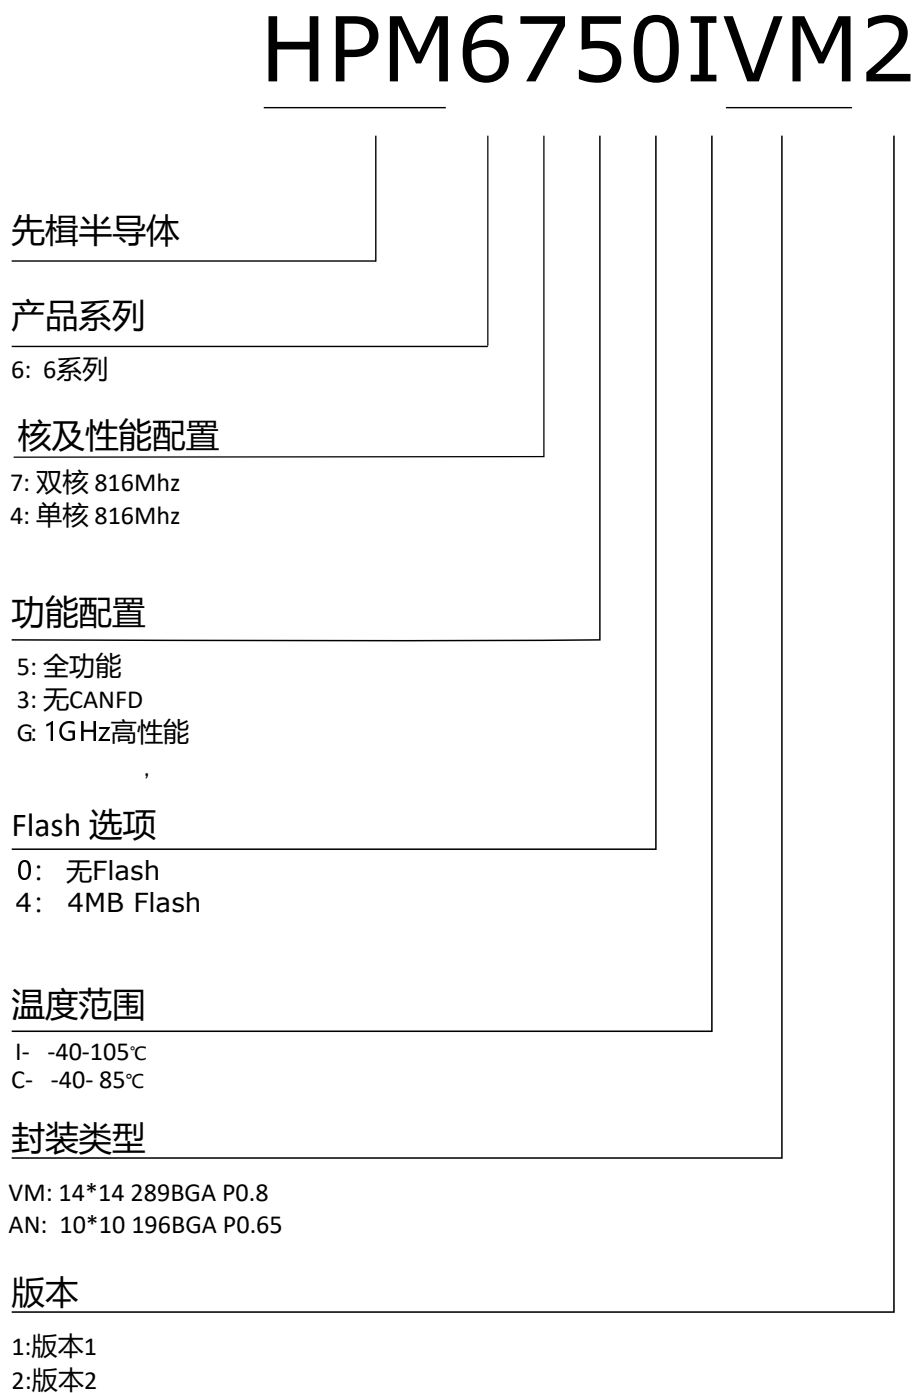 HPM6750IVM2
先楫半导体
产品系列
6: 6系列
核及性能配置
7: 双核 816Mhz
4: 单核 816Mhz
功能配置
5: 全功能
3: 无CANFD
G: 1GHz高性能
,
Flash 选项
0： 无Flash
4： 4MB Flash
温度范围
I- -40-105℃
C- -40- 85℃
封装类型
VM: 14*14 289BGA P0.8
AN: 10*10 196BGA P0.65
版本
1:版本1
2:版本2